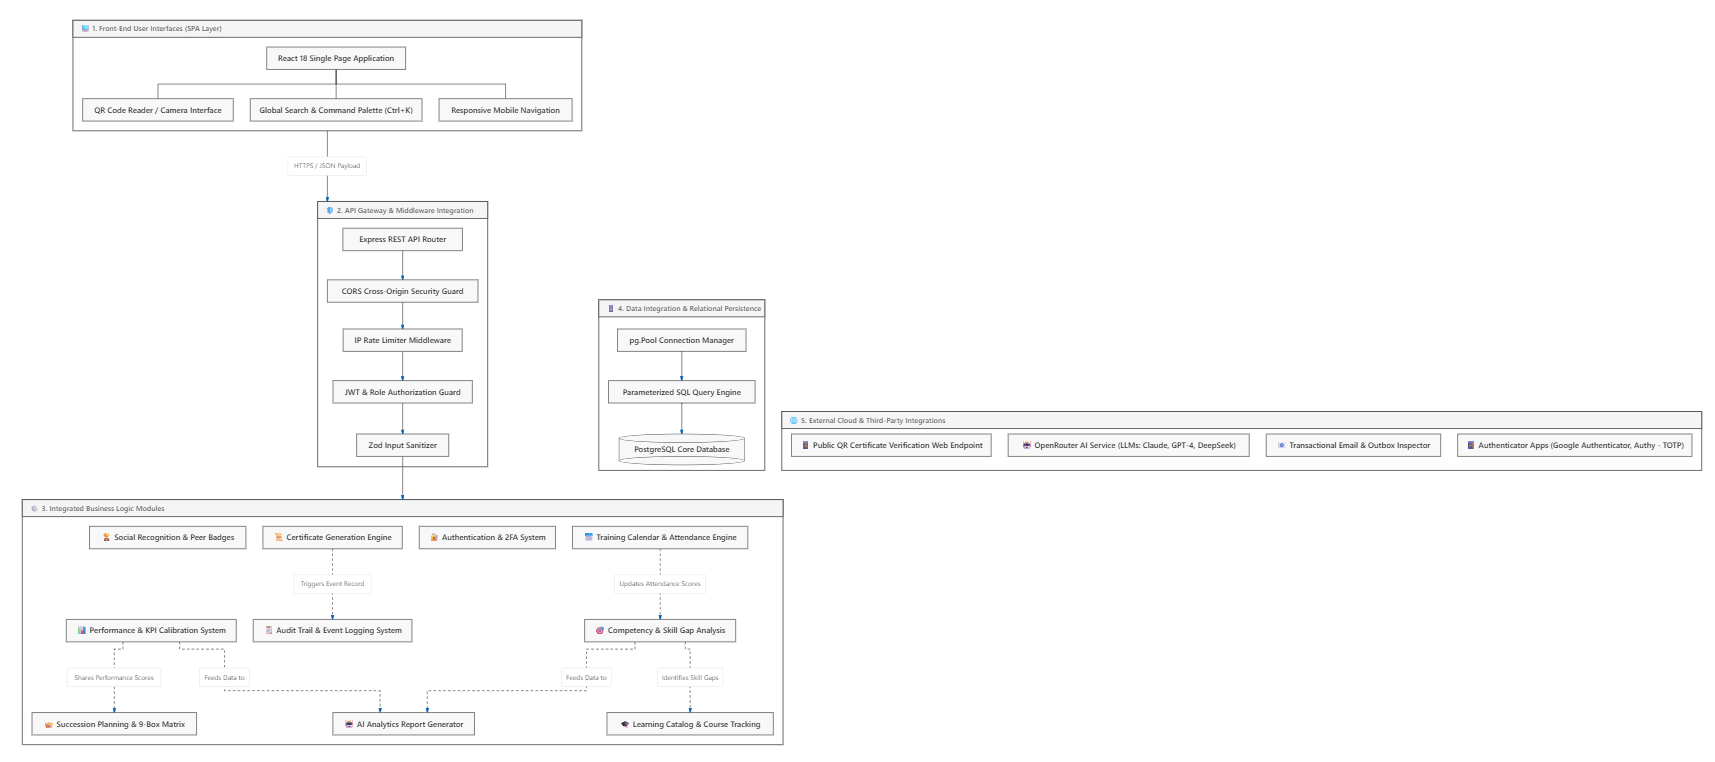 1. Front-End User Interfaces (SPA Layer)
React 18 Single Page Application
QR Code Reader / Camera Interface
Global Search & Command Palette (Ctrl+K)
Responsive Mobile Navigation
HTTPS / JSON Payload
2. API Gateway & Middleware Integration
Express REST API Router
CORS Cross-Origin Security Guard
IP Rate Limiter Middleware
JWT & Role Authorization Guard
Zod Input Sanitizer
4. Data Integration & Relational Persistence
pg.Pool Connection Manager
Parameterized SQL Query Engine
PostgreSQL Core Database
5. External Cloud & Third-Party Integrations
Public QR Certificate Verification Web Endpoint
OpenRouter AI Service (LLMs: Claude, GPT-4, DeepSeek)
Transactional Email & Outbox Inspector
Authenticator Apps (Google Authenticator, Authy - TOTP)
3. Integrated Business Logic Modules
Social Recognition & Peer Badges
Certificate Generation Engine
Authentication & 2FA System
Training Calendar & Attendance Engine
Triggers Event Record
Updates Attendance Scores
Performance & KPI Calibration System
Audit Trail & Event Logging System
Competency & Skill Gap Analysis
Shares Performance Scores
Feeds Data to
Feeds Data to
Identifies Skill Gaps
Succession Planning & 9-Box Matrix
AI Analytics Report Generator
Learning Catalog & Course Tracking